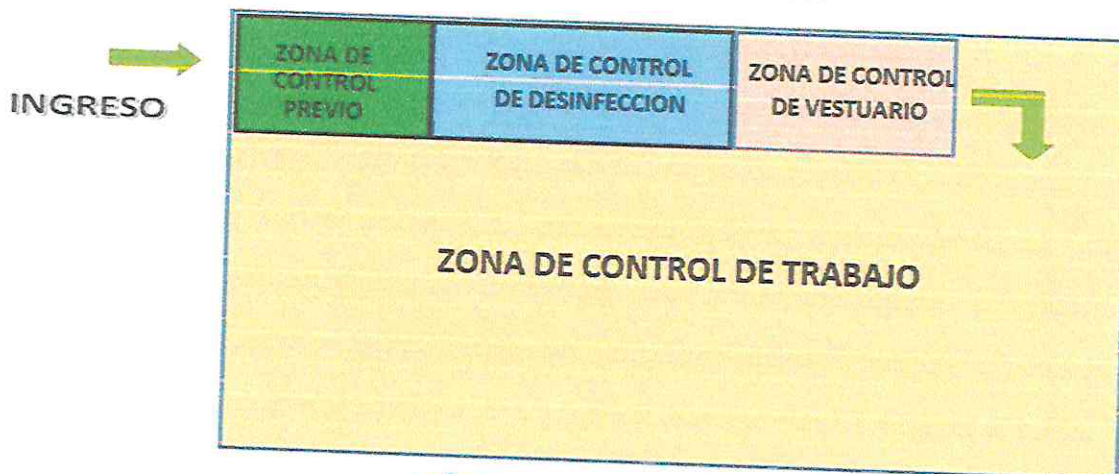 INGRESO
ZONA DE
CONTROL
PREVIO
ZONA DE CONTROL
DE DESINFECCION
ZONA DE CONTROL
DE VESTUARIO
ZONA DE CONTROL DE TRABAJO